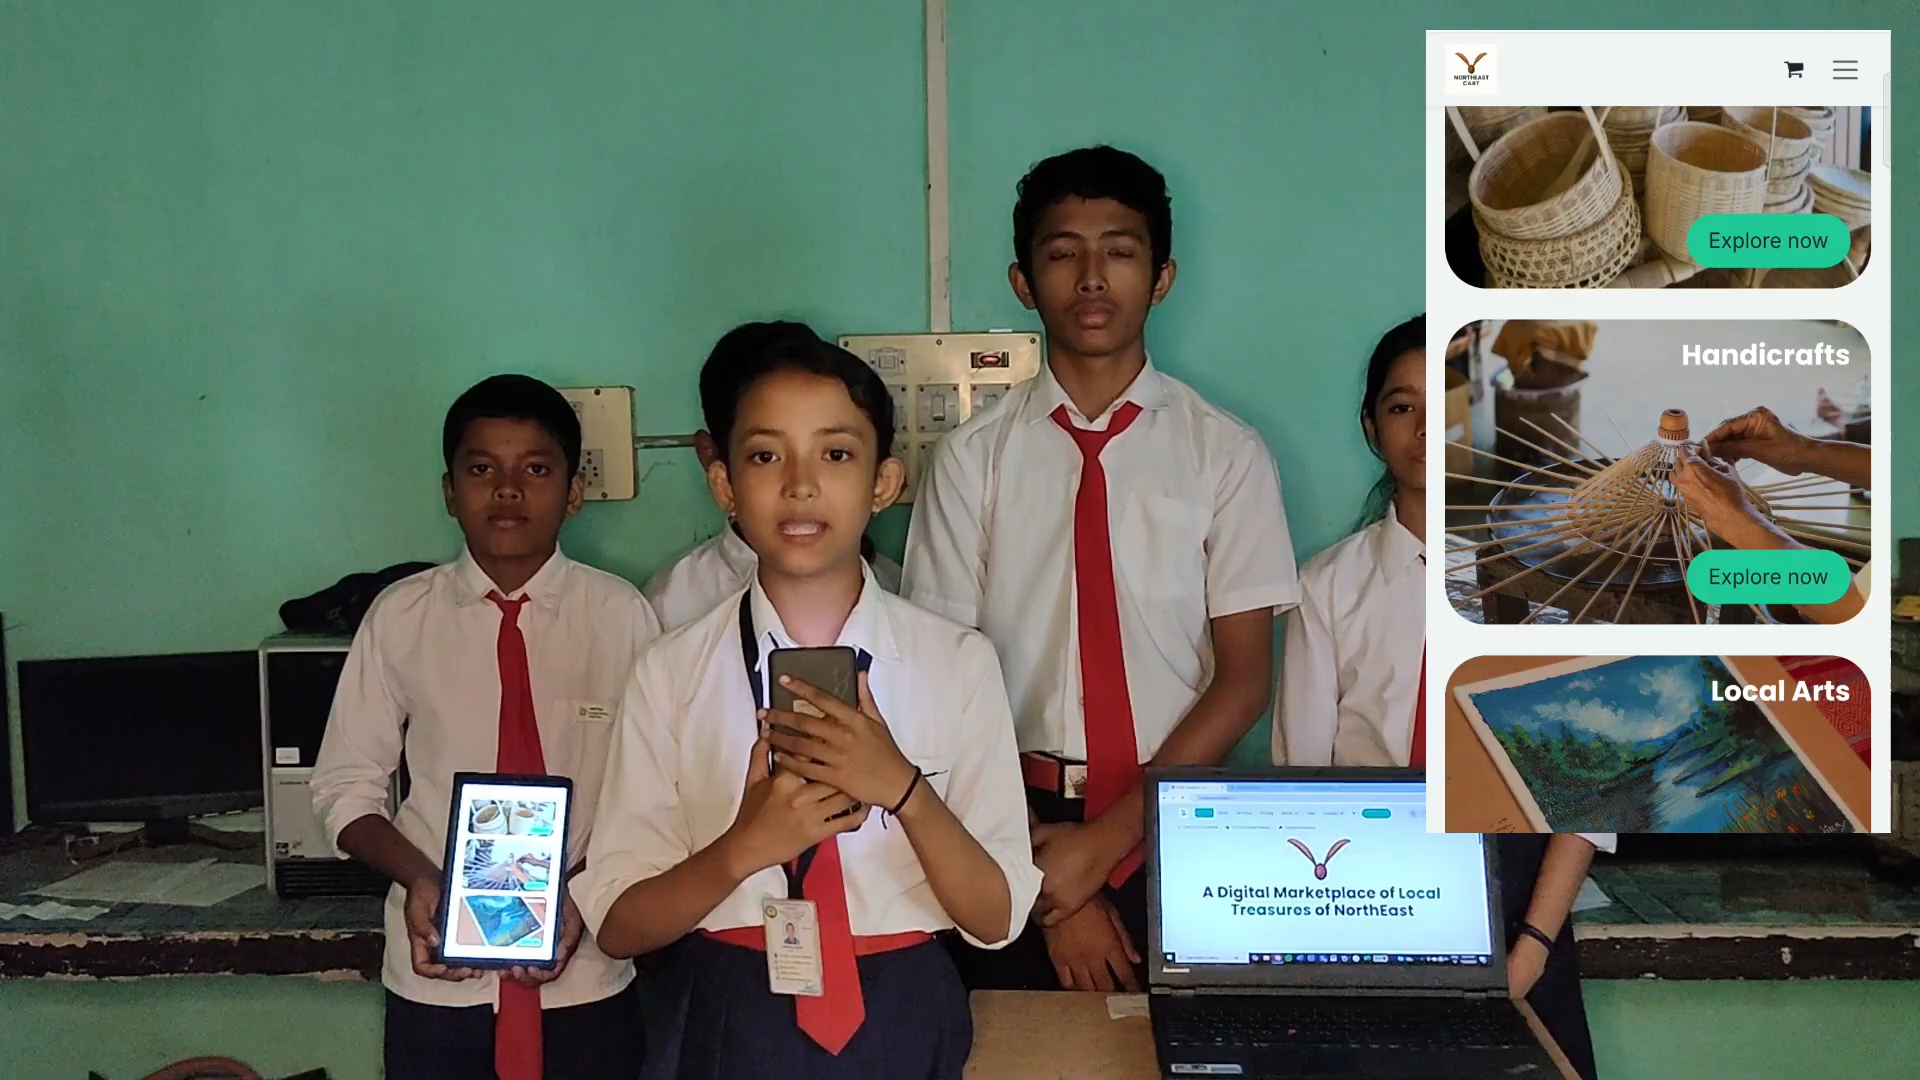 NORTHEAST
CART
Explore now
Handicrafts
Explore now
Local Arts
A Digital Marketplace of Local
Treasures of NorthEast